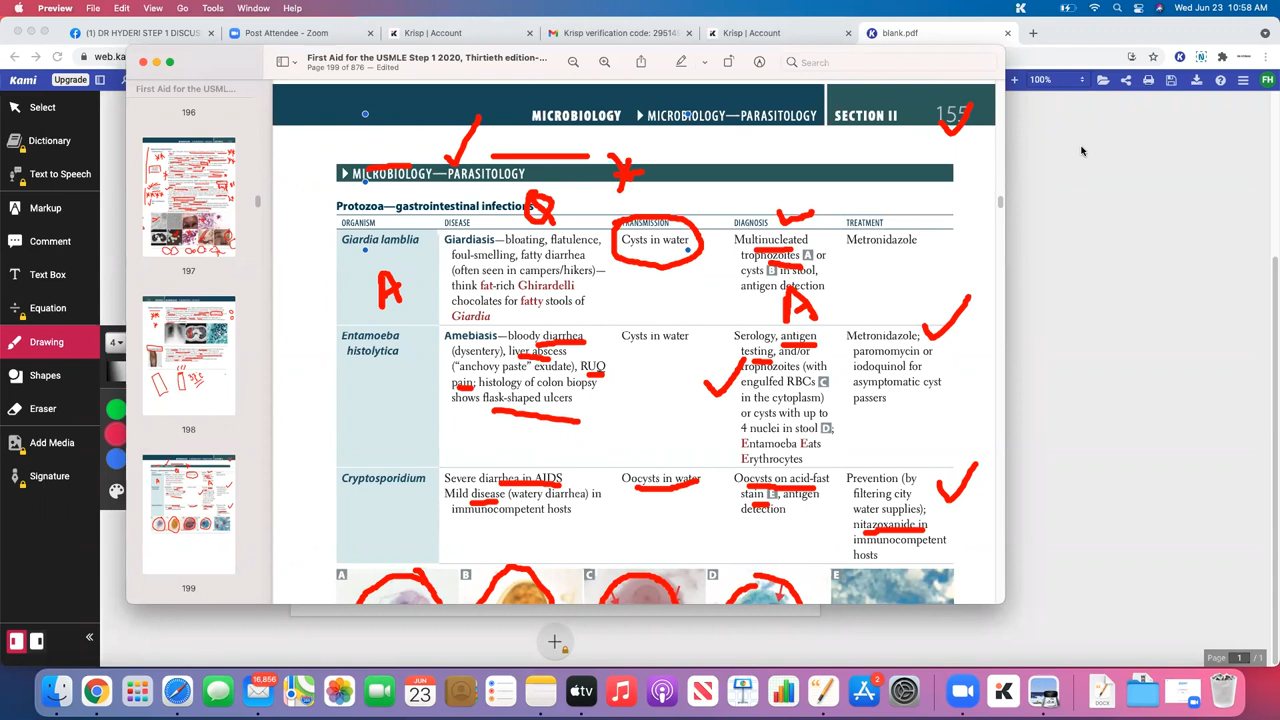 Preview File Edit View Go Tools Window Help
Wed Jun 23 10:58 AM
(1) DR HYDERI STEP 1 DISCUS
Post Attendee - Zoom
Krisp | Account
Krisp verification code: 29514
Krisp | Account
blank.pdf
web.ka
Kami Upgrade
100%
FH
First Aid for the USML...
First Aid for the USMLE Step 1 2020, Thirtieth edition-...
Page 199 of 876 — Edited
Search
Select
Dictionary
Text to Speech
Markup
Comment
Text Box
Equation
Drawing
Shapes
Eraser
Add Media
Signature
4
196
197
198
199
MICROBIOLOGY MICROBIOLOGY—PARASITOLOGY SECTION II 155
MICROBIOLOGY—PARASITOLOGY
Protozoa—gastrointestinal infections
ORGANISM DISEASE TRANSMISSION DIAGNOSIS TREATMENT
Giardia lamblia
A
Giardiasis—bloating, flatulence,
foul-smelling, fatty diarrhea
(often seen in campers/hikers)—
think fat-rich Ghirardelli
chocolates for fatty stools of
Giardia
Cysts in water
Multinucleated
trophozoites A or
cysts B in stool,
antigen detection
A
Metronidazole
Entamoeba
histolytica
Amebiasis—bloody diarrhea
(dysentery), liver abscess
(“anchovy paste” exudate), RUQ
pain; histology of colon biopsy
shows flask-shaped ulcers
Cysts in water
Serology, antigen
testing, and/or
trophozoites (with
engulfed RBCs C
in the cytoplasm)
or cysts with up to
4 nuclei in stool D;
Entamoeba Eats
Erythrocytes
Metronidazole;
paromomycin or
iodoquinol for
asymptomatic cyst
passers
Cryptosporidium
Severe diarrhea in AIDS
Mild disease (watery diarrhea) in
immunocompetent hosts
Oocysts in water
Oocysts on acid-fast
stain E, antigen
detection
Prevention (by
filtering city
water supplies);
nitazoxanide in
immunocompetent
hosts
A B C D E
Page 1 / 1
16,856
JUN
23
tv
2
DOCX